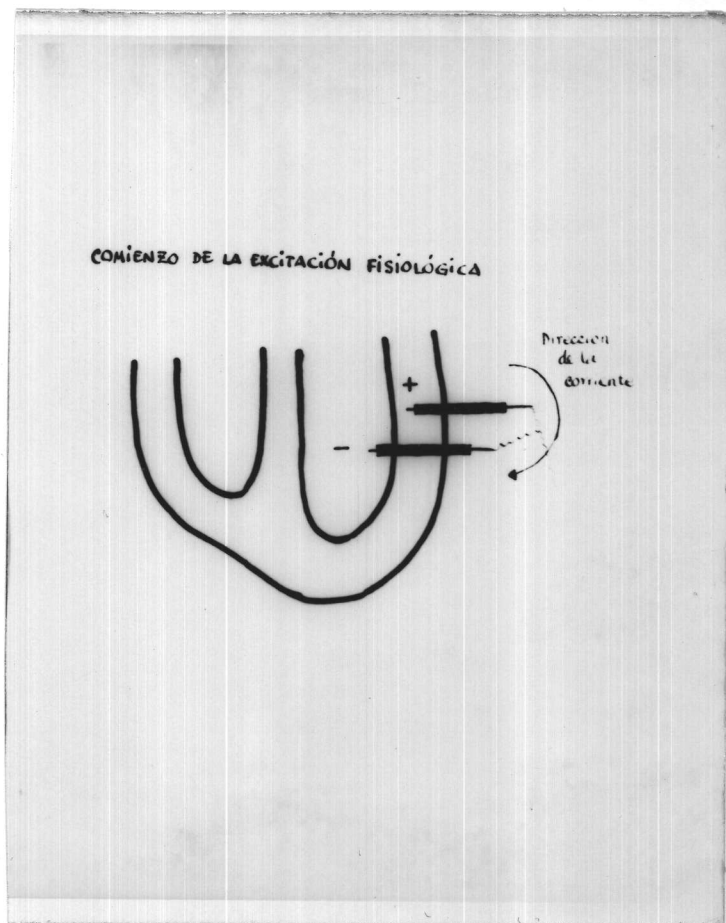 COMIENZO DE LA EXCITACIÓN FISIOLÓGICA
Dirección
de la
corriente
+
-